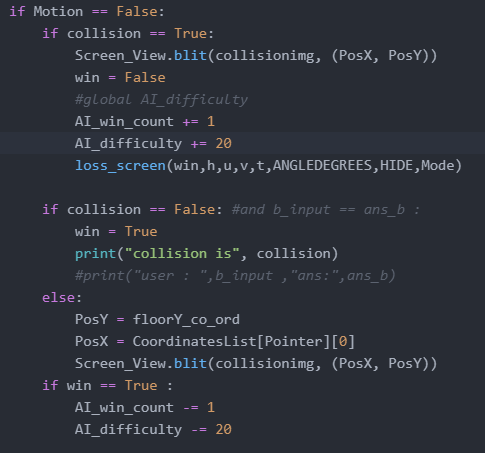 if Motion == False:
    if collision == True:
        Screen_View.blit(collisionimg, (PosX, PosY))
        win = False
        #global AI_difficulty
        AI_win_count += 1
        AI_difficulty += 20
        loss_screen(win,h,u,v,t,ANGLEDEGREES,HIDE,Mode)

    if collision == False: #and b_input == ans_b :
        win = True
        print("collision is", collision)
        #print("user : ",b_input ,"ans:",ans_b)
    else:
        PosY = floorY_co_ord
        PosX = CoordinatesList[Pointer][0]
        Screen_View.blit(collisionimg, (PosX, PosY))
    if win == True :
        AI_win_count -= 1
        AI_difficulty -= 20